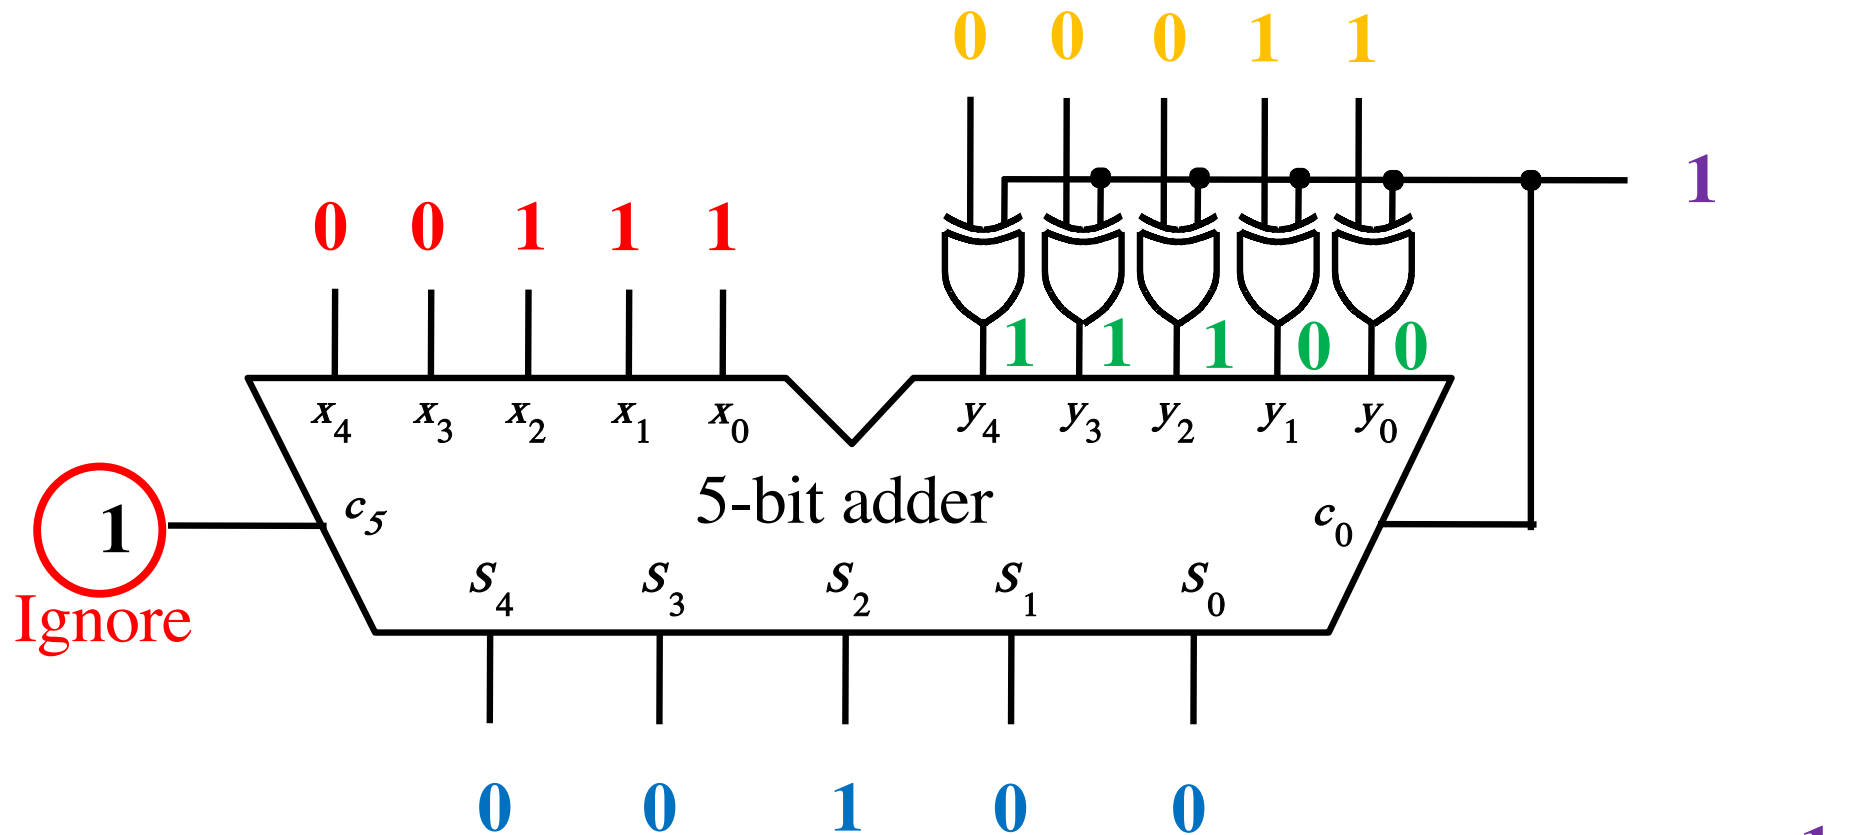 0 0 0 1 1
1
0 0 1 1 1
1 1 1 0 0
x4 x3 x2 x1 x0 y4 y3 y2 y1 y0
5-bit adder
c5 c0
1
Ignore
S4 S3 S2 S1 S0
0 0 1 0 0